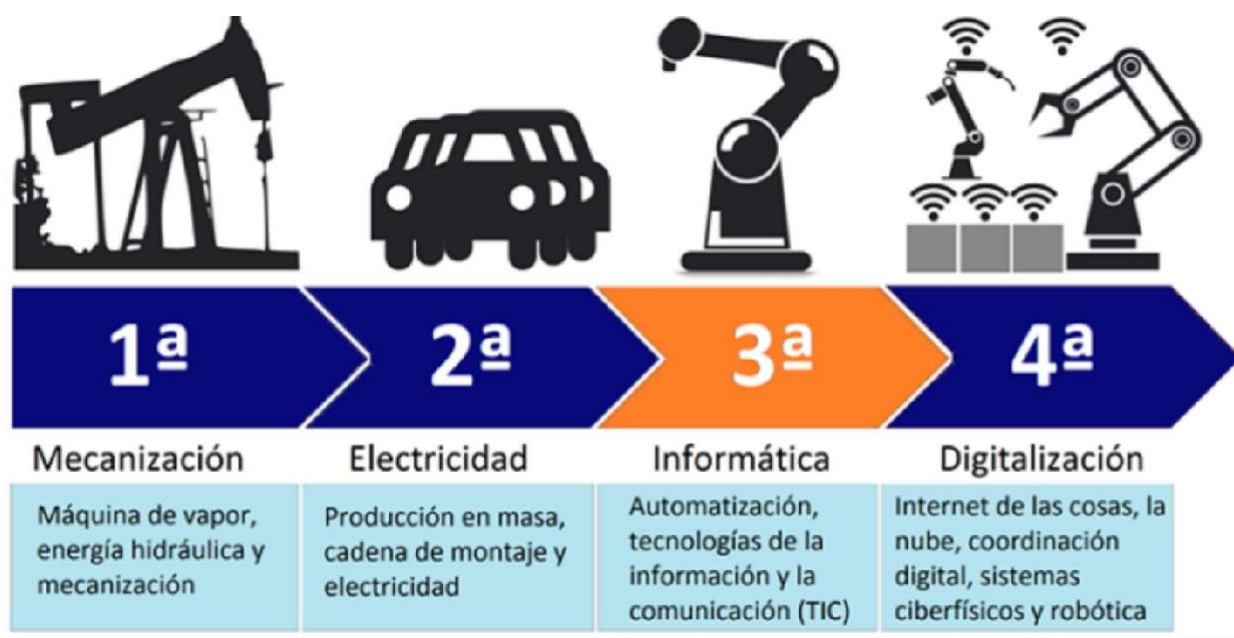 1ª
2ª
3ª
4ª
Mecanización
Electricidad
Informática
Digitalización
Máquina de vapor,
energía hidráulica y
mecanización
Producción en masa,
cadena de montaje y
electricidad
Automatización,
tecnologías de la
información y la
comunicación (TIC)
Internet de las cosas, la
nube, coordinación
digital, sistemas
ciberfísicos y robótica